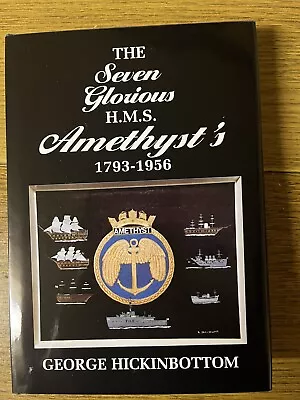 THE
Seven
Glorious
H.M.S.
Amethyst's
1793-1956
AMETHYST
GEORGE HICKINBOTTOM